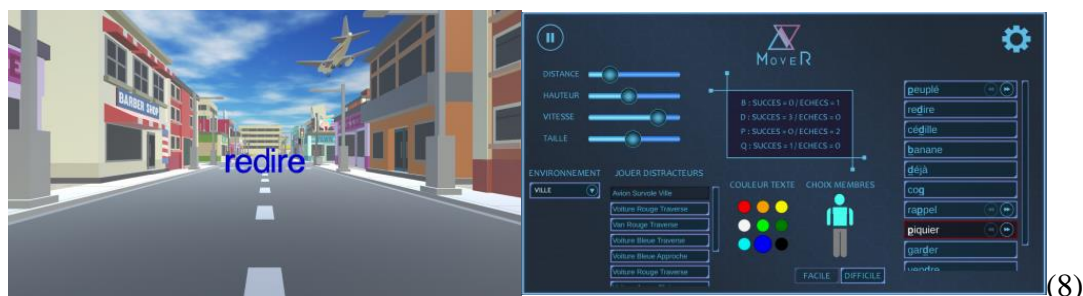 BARBER SHOP
redire
MoveR
DISTANCE
HAUTEUR
VITESSE
TAILLE
B : SUCCES = 0 / ECHECS = 1
D : SUCCES = 3 / ECHECS = 0
P : SUCCES = 0 / ECHECS = 2
Q : SUCCES = 1 / ECHECS = 0
ENVIRONNEMENT
VILLE
JOUER DISTRACTEURS
Avion Survole Ville
Voiture Rouge Traverse
Van Rouge Traverse
Voiture Bleue Traverse
Voiture Bleue Approche
Voiture Rouge Traverse
COULEUR TEXTE
CHOIX MEMBRES
FACILE
DIFFICILE
peuplé
redire
cédille
banane
déjà
coq
rappel
piquier
garder
vendre
(8)